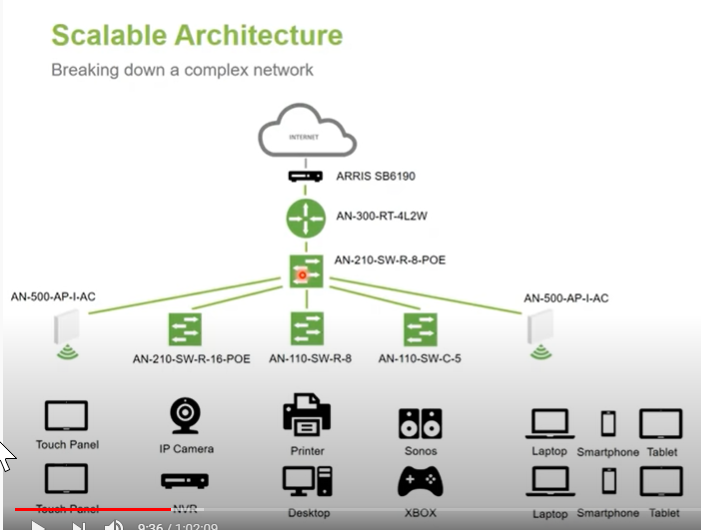 Scalable Architecture
Breaking down a complex network
INTERNET
ARRIS SB6190
AN-300-RT-4L2W
AN-210-SW-R-8-POE
AN-500-AP-I-AC
AN-500-AP-I-AC
AN-210-SW-R-16-POE
AN-110-SW-R-8
AN-110-SW-C-5
Touch Panel
IP Camera
Printer
Sonos
Laptop
Smartphone
Tablet
Touch Panel
NVR
Desktop
XBOX
Laptop
Smartphone
Tablet
9:36 / 1:02:09